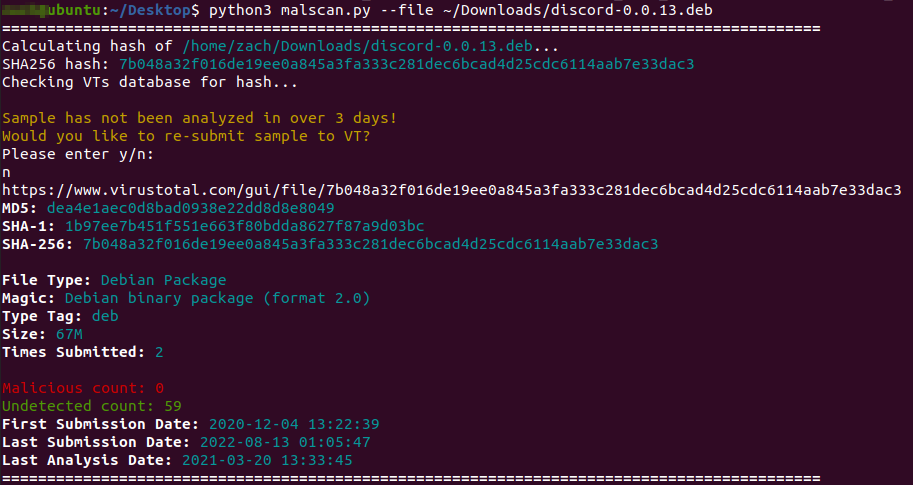 ubuntu:~/Desktop$ python3 malscan.py --file ~/Downloads/discord-0.0.13.deb
===========================================================================================
Calculating hash of /home/zach/Downloads/discord-0.0.13.deb...
SHA256 hash: 7b048a32f016de19ee0a845a3fa333c281dec6bcad4d25cdc6114aab7e33dac3
Checking VTs database for hash...
Sample has not been analyzed in over 3 days!
Would you like to re-submit sample to VT?
Please enter y/n:
n
https://www.virustotal.com/gui/file/7b048a32f016de19ee0a845a3fa333c281dec6bcad4d25cdc6114aab7e33dac3
MD5: dea4e1aec0d8bad0938e22dd8d8e8049
SHA-1: 1b97ee7b451f551e663f80bdda8627f87a9d03bc
SHA-256: 7b048a32f016de19ee0a845a3fa333c281dec6bcad4d25cdc6114aab7e33dac3
File Type: Debian Package
Magic: Debian binary package (format 2.0)
Type Tag: deb
Size: 67M
Times Submitted: 2
Malicious count: 0
Undetected count: 59
First Submission Date: 2020-12-04 13:22:39
Last Submission Date: 2022-08-13 01:05:47
Last Analysis Date: 2021-03-20 13:33:45
===========================================================================================